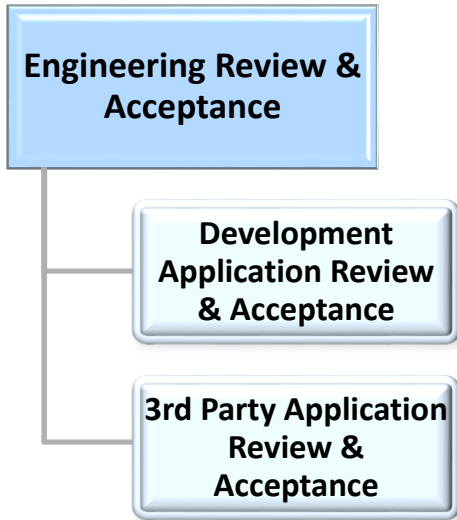 Engineering Review &
Acceptance
Development
Application Review
& Acceptance
3rd Party Application
Review &
Acceptance